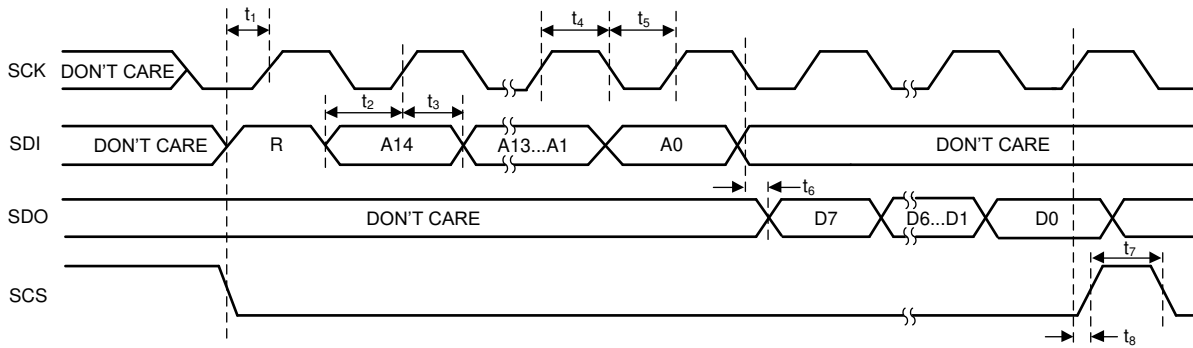 t1 t4 t5
SCK DON'T CARE
t2 t3
SDI DON'T CARE R A14 A13...A1 A0 DON'T CARE
t6
SDO DON'T CARE D7 D6...D1 D0
t7
SCS
t8